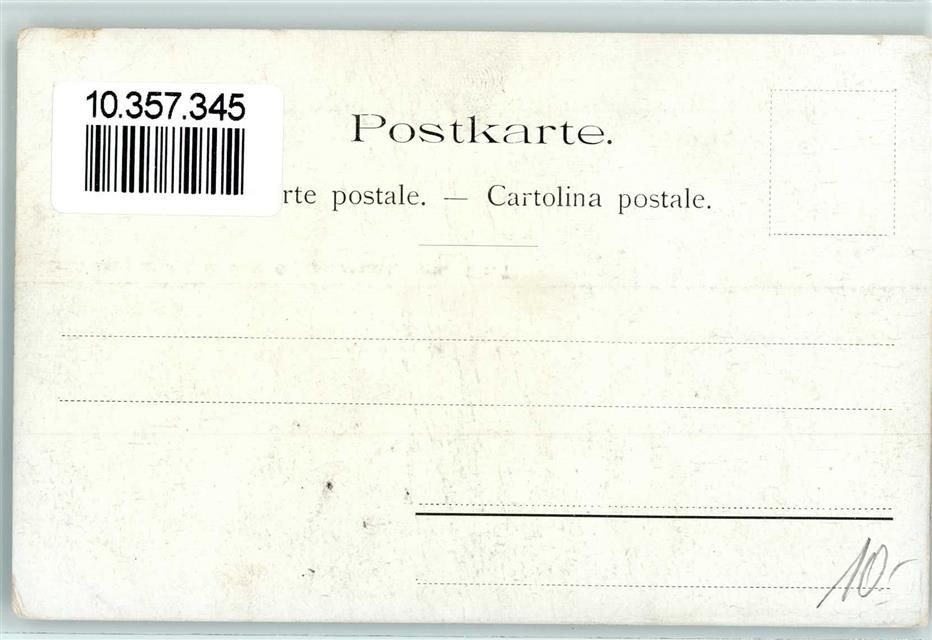 10.357.345
Postkarte.
rte postale. — Cartolina postale.
10.-